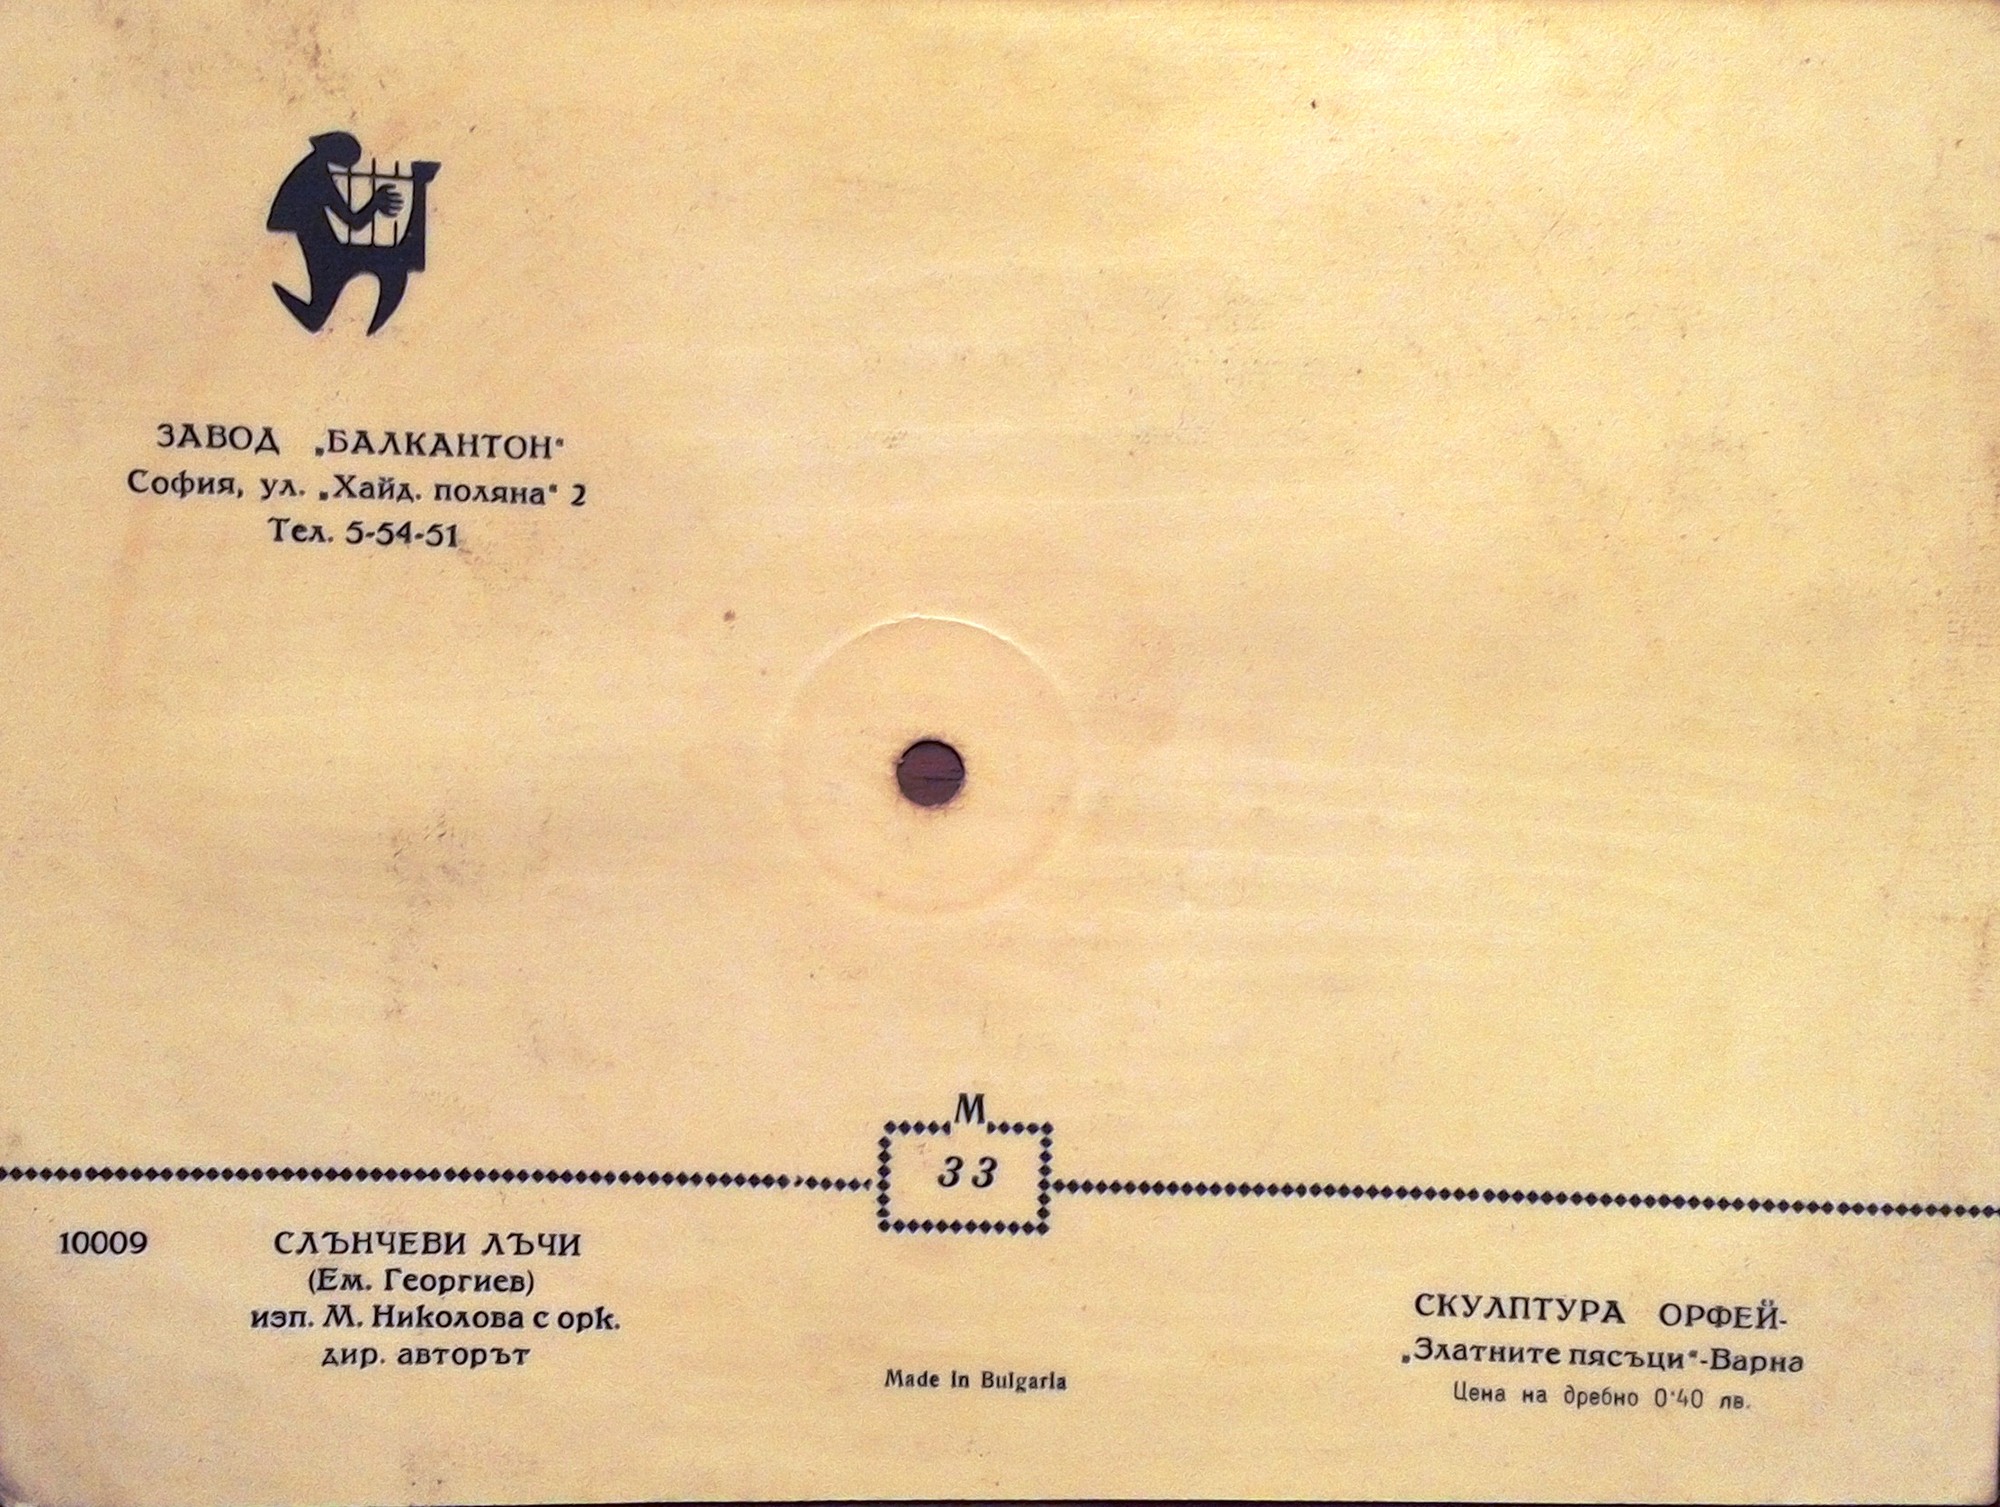 ЗАВОД „БАЛКАНТОН“
София, ул. „Хайд. поляна“ 2
Тел. 5-54-51
М
33
10009
СЛЪНЧЕВИ ЛЪЧИ
(Ем. Георгиев)
изп. М. Николова с орк.
дир. авторът
Made in Bulgaria
СКУЛПТУРА ОРФЕЙ-
„Златните пясъци“-Варна
Цена на дребно 0·40 лв.